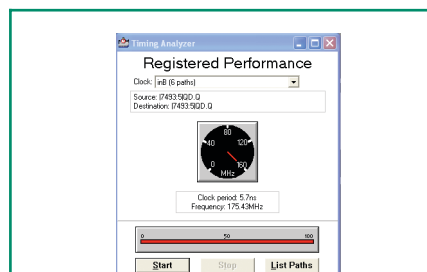 Timing Analyzer
Registered Performance
Clock: inB (6 paths)
Source: |7493:5|QD.Q
Destination: |7493:5|QD.Q
80
40 120
0 160
MHz
Clock period: 5.7ns
Frequency: 175.43MHz
0 50 100
Start Stop List Paths